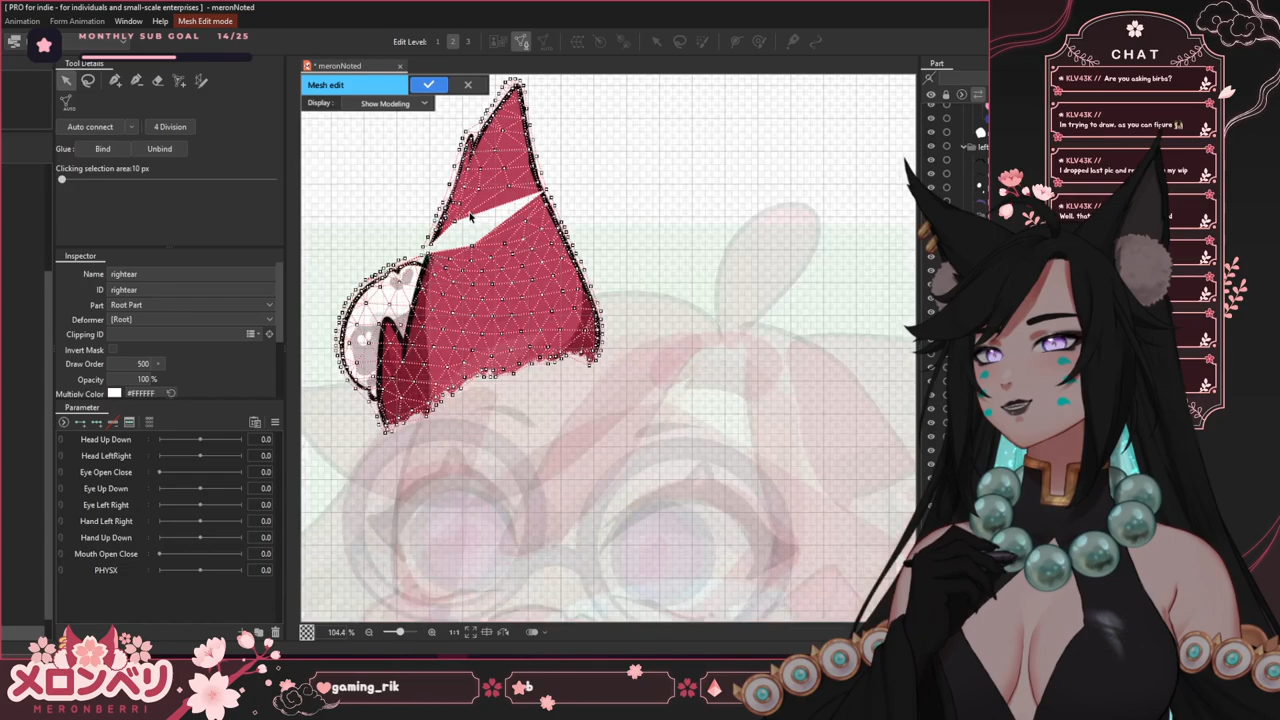 [ PRO for indie - for individuals and small-scale enterprises ] - meronNoted
Animation Form Animation Window Help Mesh Edit mode
MONTHLY SUB GOAL 14/25
Edit Level: 1 2 3
Tool Details
AUTO
Auto connect 4 Division
Glue: Bind Unbind
Clicking selection area:10 px
Inspector
Name rightear
ID rightear
Part Root Part
Deformer [Root]
Clipping ID
Invert Mask
Draw Order 500
Opacity 100 %
Multiply Color #FFFFFF
Parameter
Head Up Down 0.0
Head LeftRight 0.0
Eye Open Close 0.0
Eye Up Down 0.0
Eye Left Right 0.0
Hand Left Right 0.0
Hand Up Down 0.0
Mouth Open Close 0.0
PHYSX 0.0
* meronNoted
Mesh edit
Display : Show Modeling
104.4 % 1:1
Part
left
CHAT
KLV43K //
Are you asking birbs?
KLV43K //
Im trying to draw, as you can figure
KLV43K //
I dropped last pic and
my wip
KLV43K //
Well, that
メロンベリ
MERONBERRI
gaming_rik
b